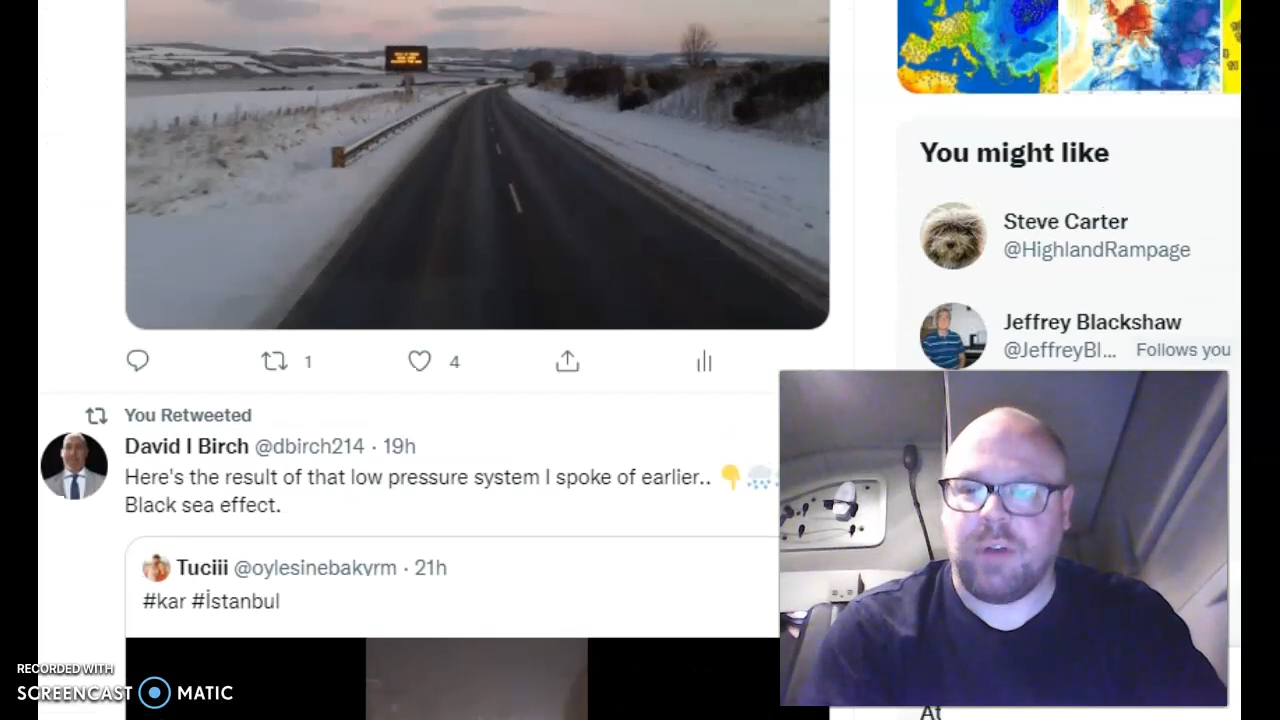 You might like
Steve Carter
@HighlandRampage
Jeffrey Blackshaw
@JeffreyBl... Follows you
1 4
You Retweeted
David I Birch @dbirch214 · 19h
Here's the result of that low pressure system I spoke of earlier.. 👇🌨
Black sea effect.
Tuciii @oylesinebakyrm · 21h
#kar #İstanbul
RECORDED WITH
SCREENCAST MATIC
At